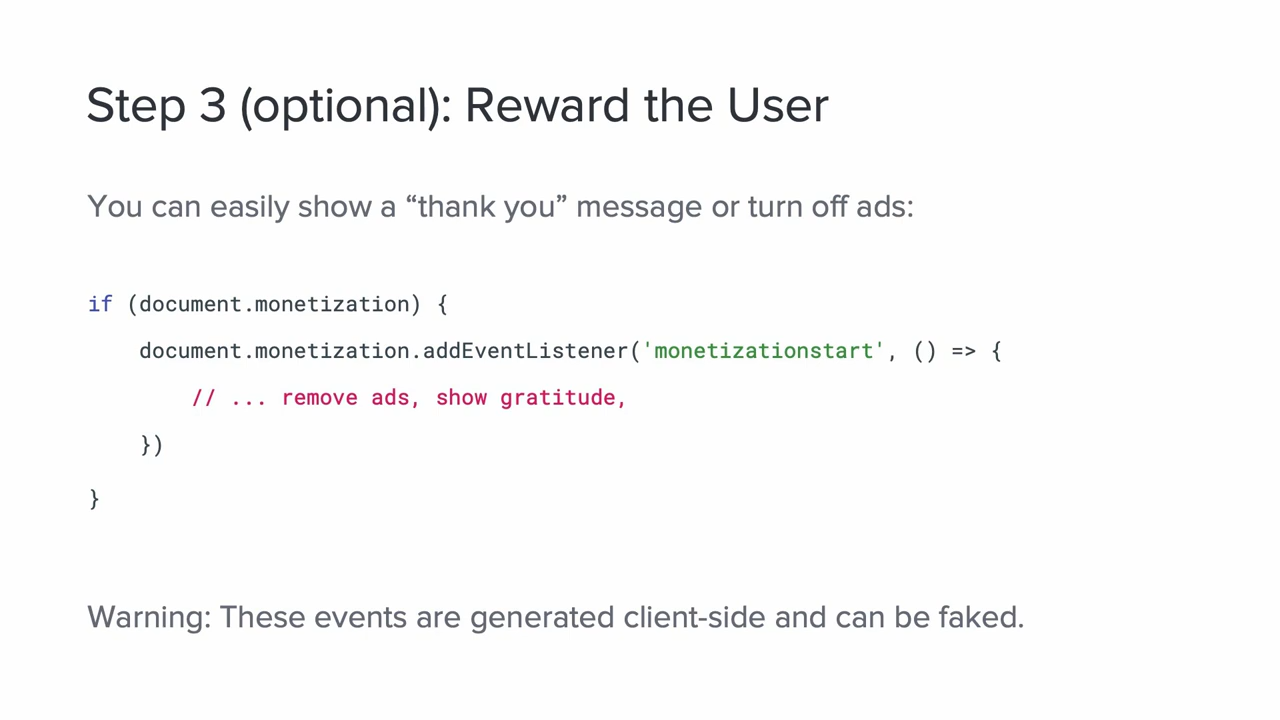 Step 3 (optional): Reward the User
You can easily show a “thank you” message or turn off ads:
if (document.monetization) {
    document.monetization.addEventListener('monetizationstart', () => {
        // ... remove ads, show gratitude,
    })
}
Warning: These events are generated client-side and can be faked.